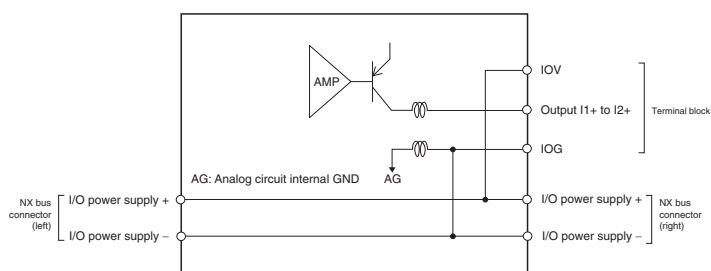 AMP
IOV
Output I1+ to I2+
Terminal block
IOG
AG: Analog circuit internal GND
AG
NX bus
connector
(left)
I/O power supply +
I/O power supply –
I/O power supply +
I/O power supply –
NX bus
connector
(right)